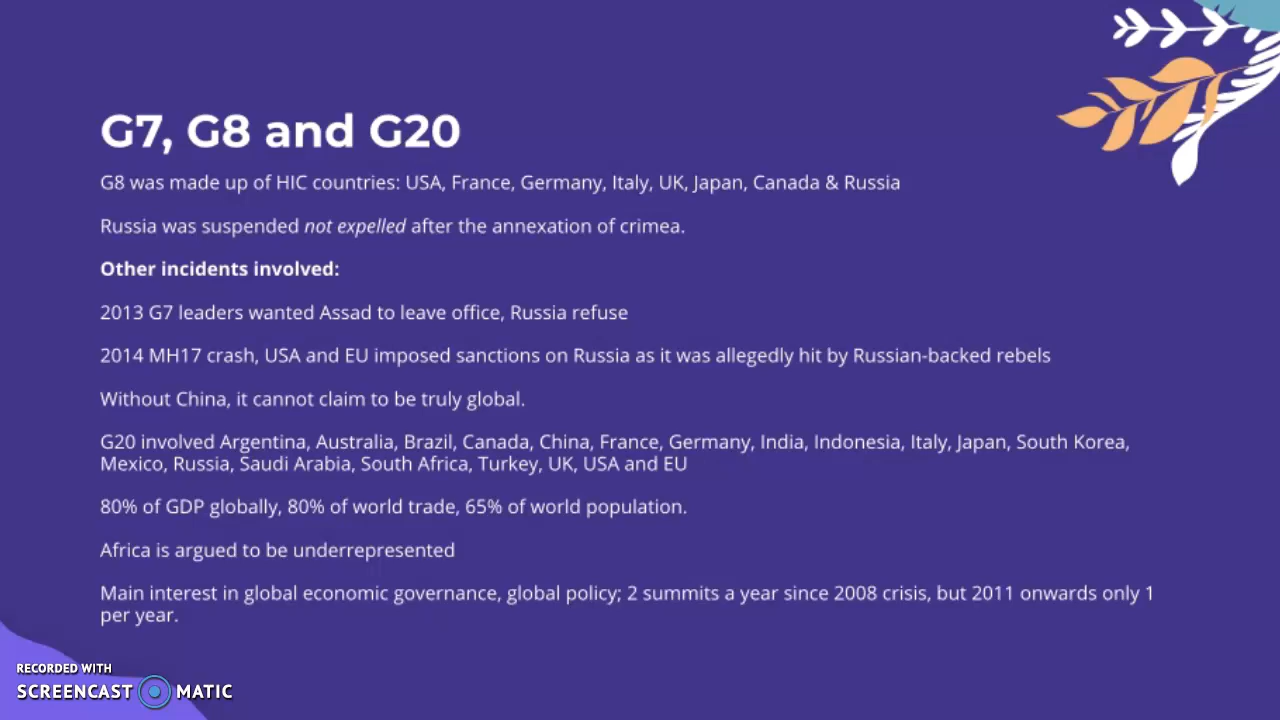 G7, G8 and G20
G8 was made up of HIC countries: USA, France, Germany, Italy, UK, Japan, Canada & Russia
Russia was suspended not expelled after the annexation of crimea.
Other incidents involved:
2013 G7 leaders wanted Assad to leave office, Russia refuse
2014 MH17 crash, USA and EU imposed sanctions on Russia as it was allegedly hit by Russian-backed rebels
Without China, it cannot claim to be truly global.
G20 involved Argentina, Australia, Brazil, Canada, China, France, Germany, India, Indonesia, Italy, Japan, South Korea,
Mexico, Russia, Saudi Arabia, South Africa, Turkey, UK, USA and EU
80% of GDP globally, 80% of world trade, 65% of world population.
Africa is argued to be underrepresented
Main interest in global economic governance, global policy; 2 summits a year since 2008 crisis, but 2011 onwards only 1
per year.
RECORDED WITH
SCREENCAST MATIC